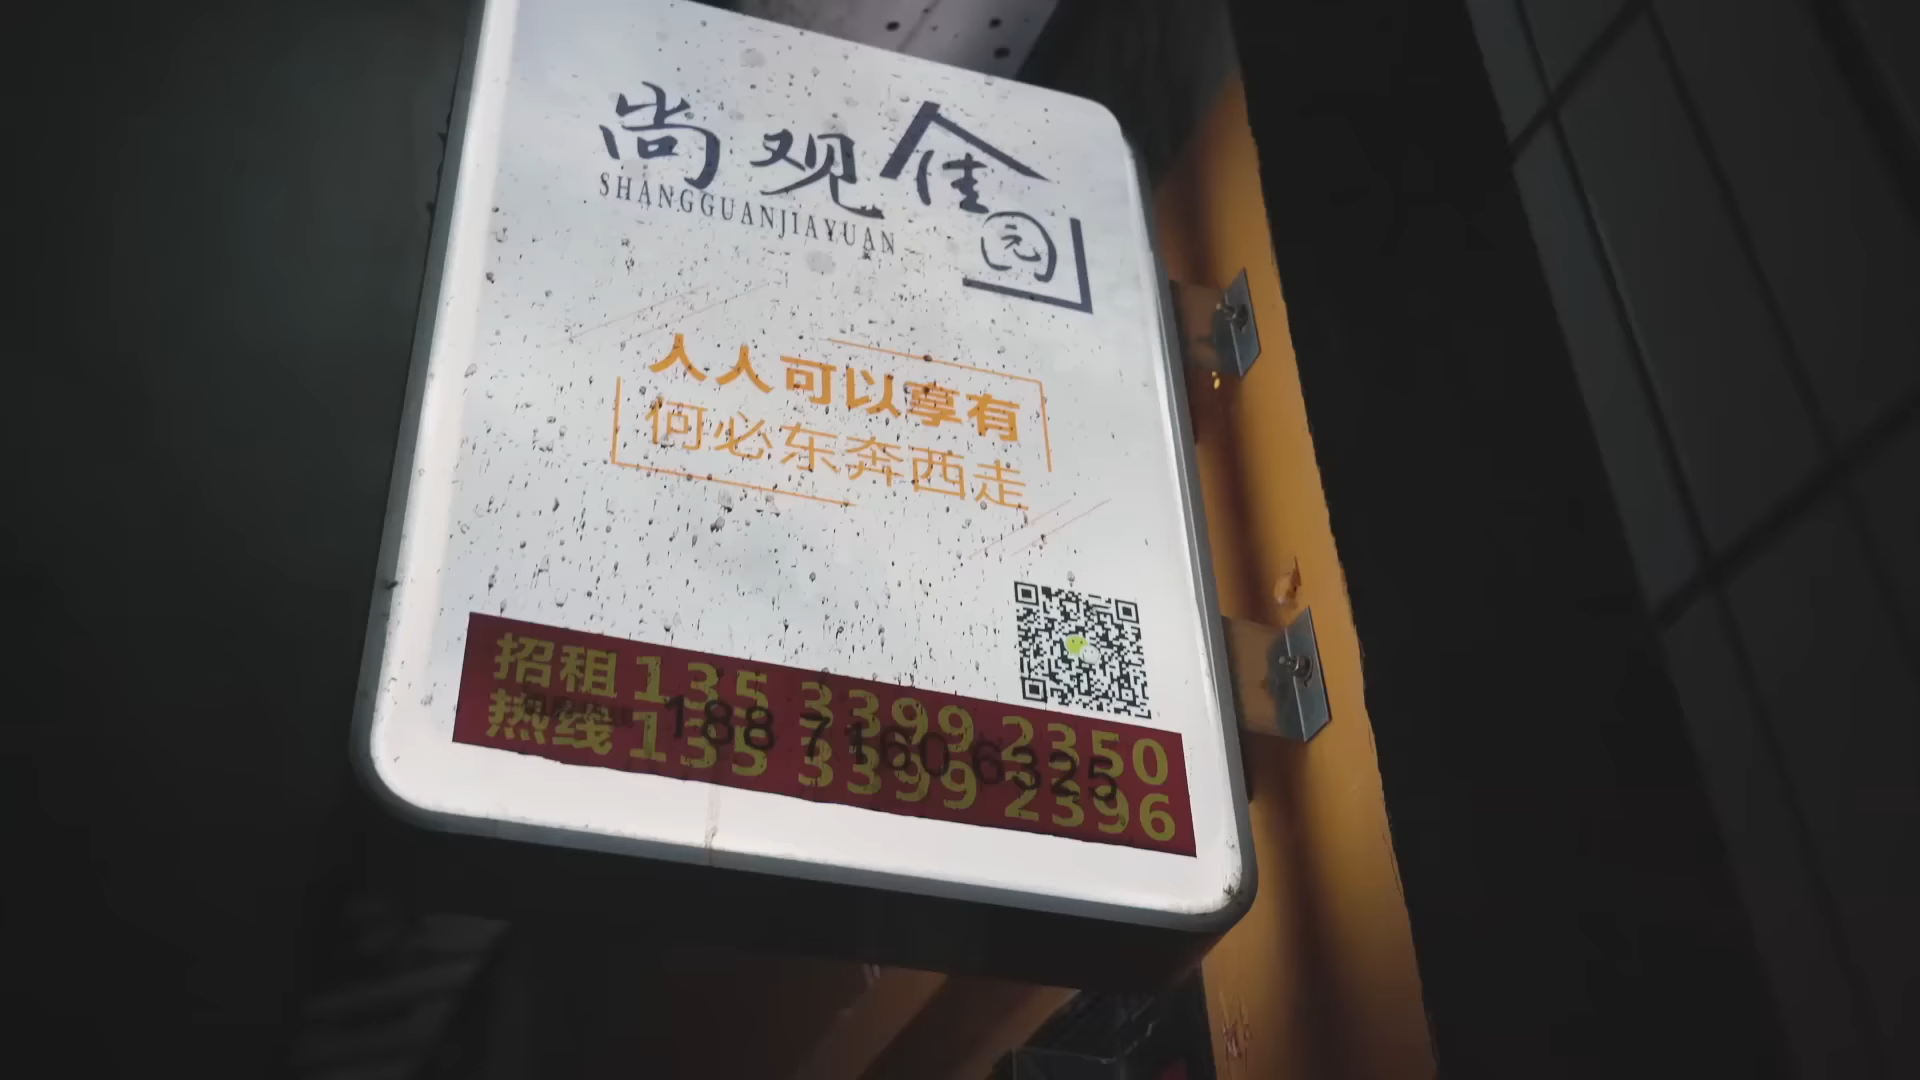 尚观佳园
SHANGGUANJIAYUAN
人人可以享有
何必东奔西走
招租 135 3399 2350
热线 135 3399 2396
188 7160 6325